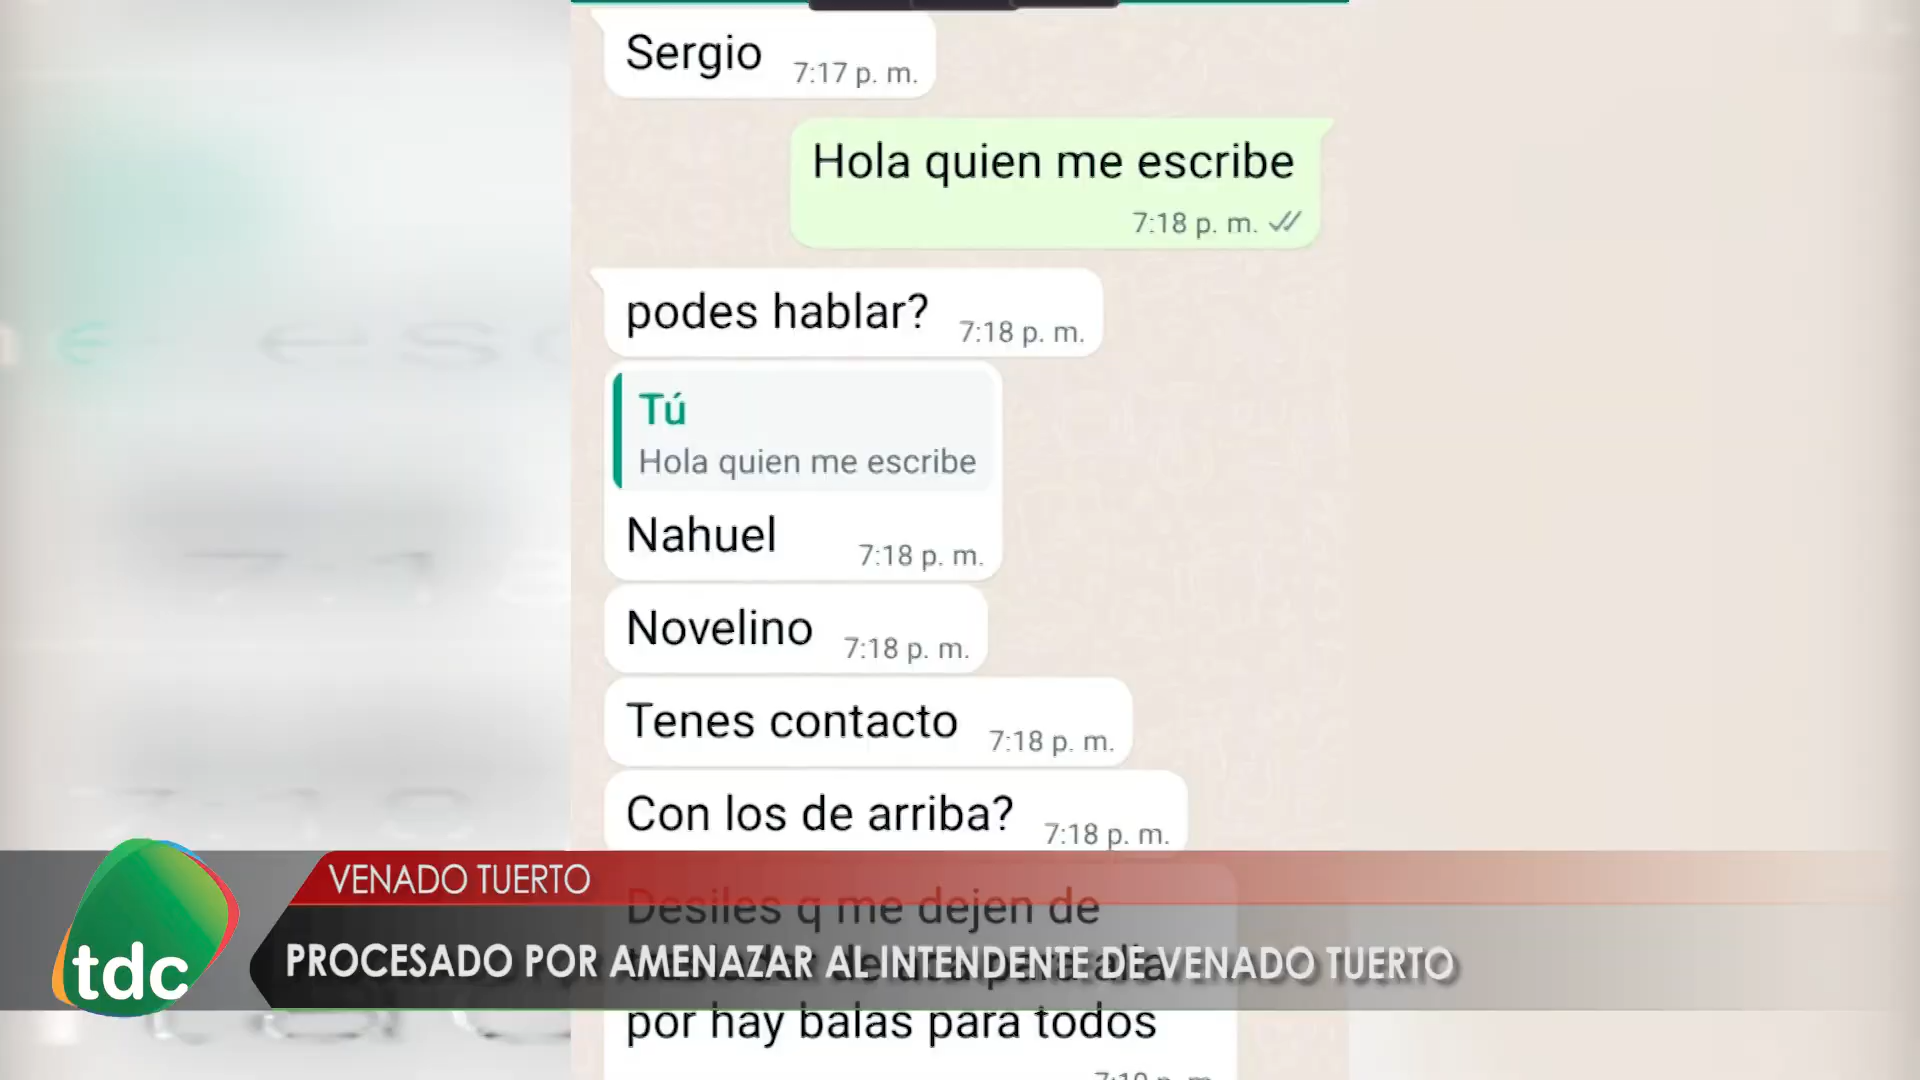 Sergio 7:17 p. m.
Hola quien me escribe
7:18 p. m.
podes hablar? 7:18 p. m.
Tú
Hola quien me escribe
Nahuel 7:18 p. m.
Novelino 7:18 p. m.
Tenes contacto 7:18 p. m.
Con los de arriba? 7:18 p. m.
VENADO TUERTO
Desiles q me dejen de
PROCESADO POR AMENAZAR AL INTENDENTE DE VENADO TUERTO
tdc
por hay balas para todos